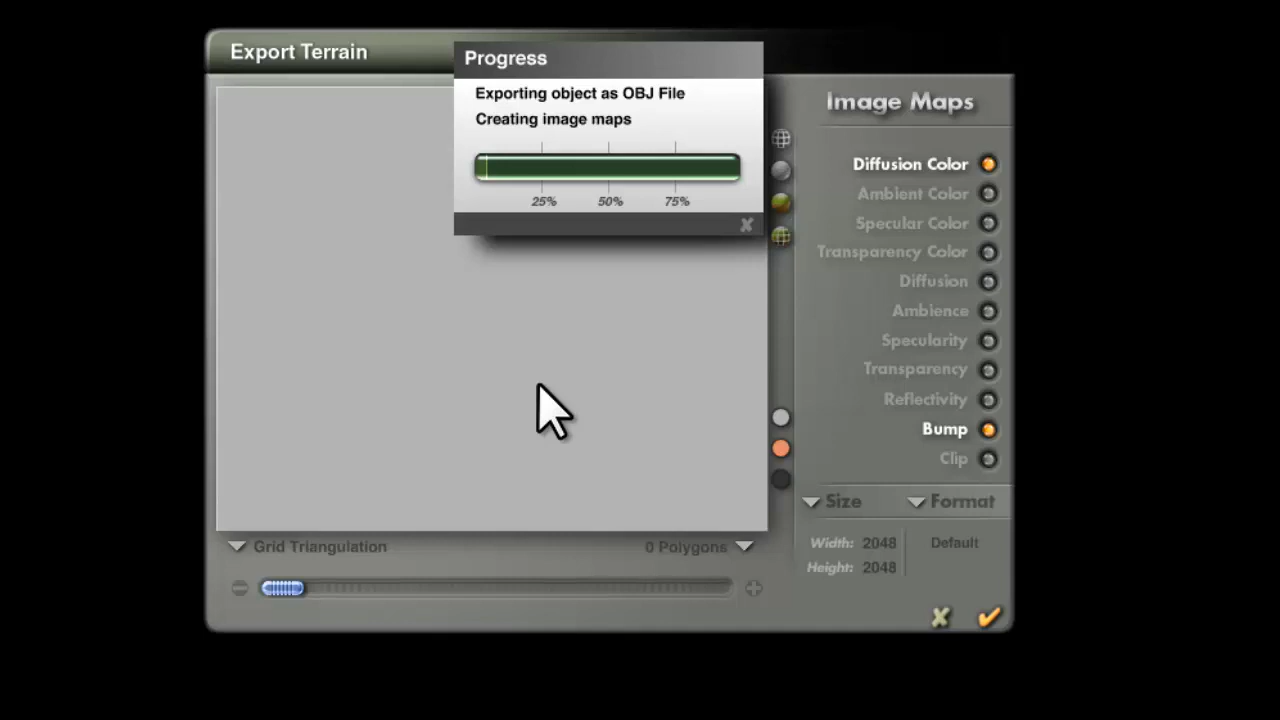 Export Terrain
Progress
Exporting object as OBJ File
Creating image maps
25% 50% 75%
Image Maps
Diffusion Color
Ambient Color
Specular Color
Transparency Color
Diffusion
Ambience
Specularity
Transparency
Reflectivity
Bump
Clip
Size Format
Width: 2048 Default
Height: 2048
Grid Triangulation 0 Polygons